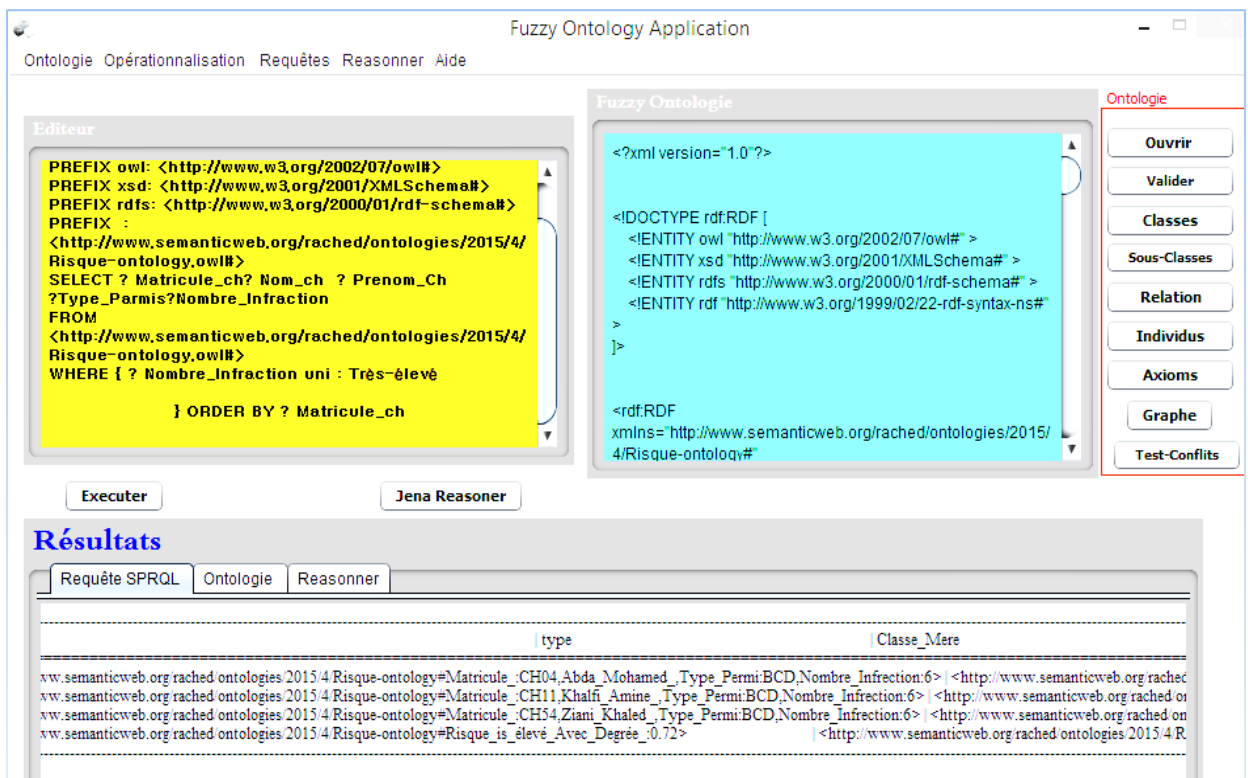 Fuzzy Ontology Application
Ontologie Opérationnalisation Requêtes Reasonner Aide
Editeur
PREFIX owl: <http://www.w3.org/2002/07/owl#>
PREFIX xsd: <http://www.w3.org/2001/XMLSchema#>
PREFIX rdfs: <http://www.w3.org/2000/01/rdf-schema#>
PREFIX :
<http://www.semanticweb.org/rached/ontologies/2015/4/
Risque-ontology.owl#>
SELECT ? Matricule_ch? Nom_ch ? Prenom_Ch
?Type_Parmis?Nombre_Infraction
FROM
<http://www.semanticweb.org/rached/ontologies/2015/4/
Risque-ontology.owl#>
WHERE { ? Nombre_Infraction uni : Très-élevé
} ORDER BY ? Matricule_ch
Fuzzy Ontologie
<?xml version="1.0"?>
<!DOCTYPE rdf:RDF [
<!ENTITY owl "http://www.w3.org/2002/07/owl#" >
<!ENTITY xsd "http://www.w3.org/2001/XMLSchema#" >
<!ENTITY rdfs "http://www.w3.org/2000/01/rdf-schema#" >
<!ENTITY rdf "http://www.w3.org/1999/02/22-rdf-syntax-ns#"
>
]>
<rdf:RDF
xmlns="http://www.semanticweb.org/rached/ontologies/2015/
4/Risque-ontology#"
Ontologie
Ouvrir
Valider
Classes
Sous-Classes
Relation
Individus
Axioms
Graphe
Test-Conflits
Executer Jena Reasoner
Résultats
Requête SPRQL Ontologie Reasonner
| type | Classe_Mere
ww.semanticweb.org/rached/ontologies/2015/4/Risque-ontology#Matricule_:CH04,Abda_Mohamed_,Type_Permi:BCD,Nombre_Infrection:6> | <http://www.semanticweb.org/rached
ww.semanticweb.org/rached/ontologies/2015/4/Risque-ontology#Matricule_:CH11,Khalfi_Amine_,Type_Permi:BCD,Nombre_Infrection:6> | <http://www.semanticweb.org/rached/or
ww.semanticweb.org/rached/ontologies/2015/4/Risque-ontology#Matricule_:CH54,Ziani_Khaled_,Type_Permi:BCD,Nombre_Infrection:6> | <http://www.semanticweb.org/rached/on
ww.semanticweb.org/rached/ontologies/2015/4/Risque-ontology#Risque_is_élevé_Avec_Degrée_:0.72> | <http://www.semanticweb.org/rached/ontologies/2015/4/R